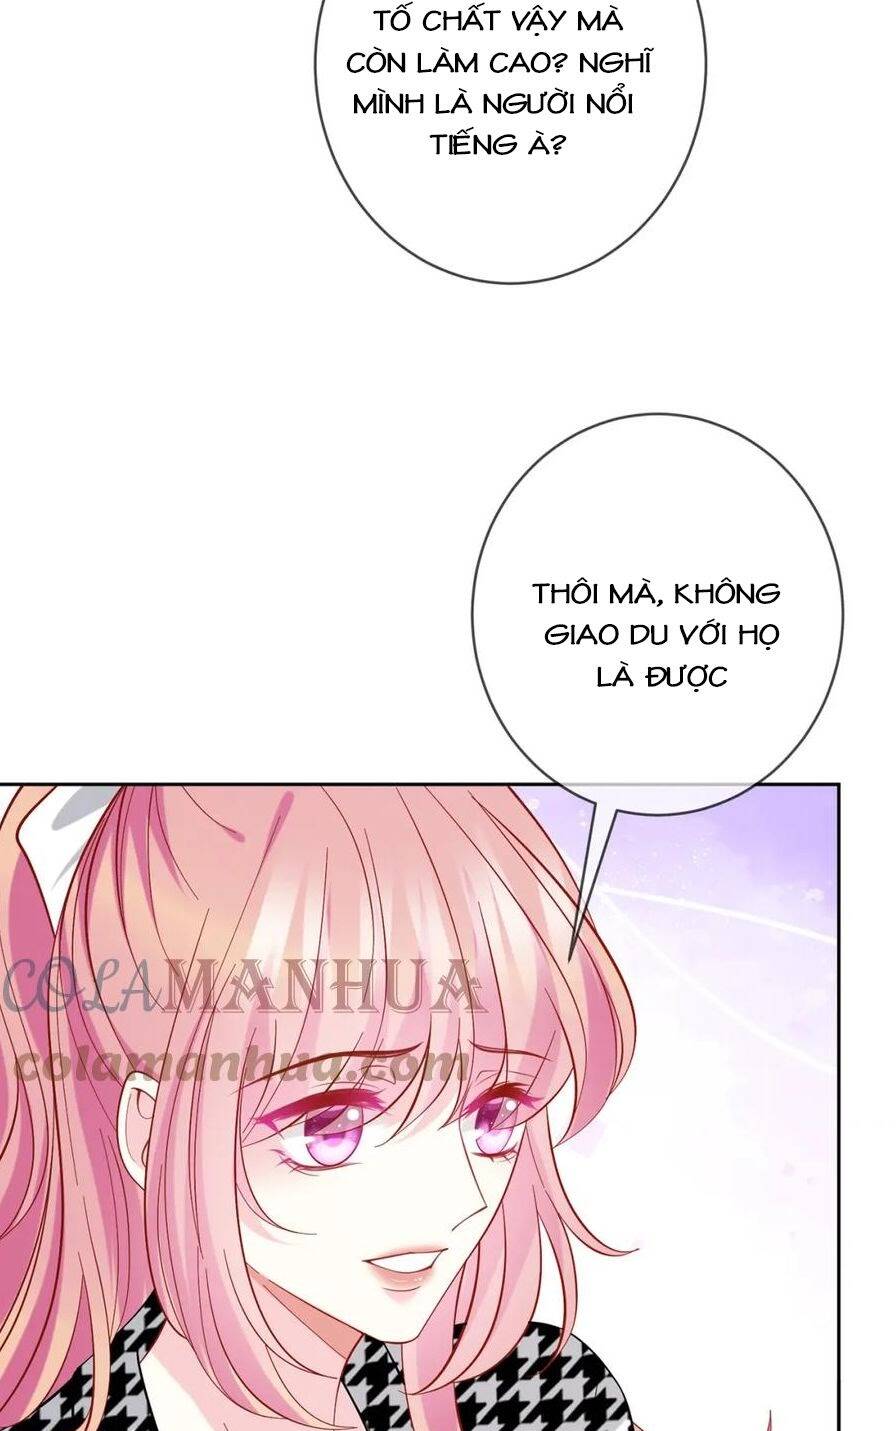 TỐ CHẤT VẬY MÀ
CÒN LÀM CAO? NGHĨ
MÌNH LÀ NGƯỜI NỔI
TIẾNG À?
THÔI MÀ, KHÔNG
GIAO DU VỚI HỌ
LÀ ĐƯỢC
COLAMANHUA
colamanhua.com